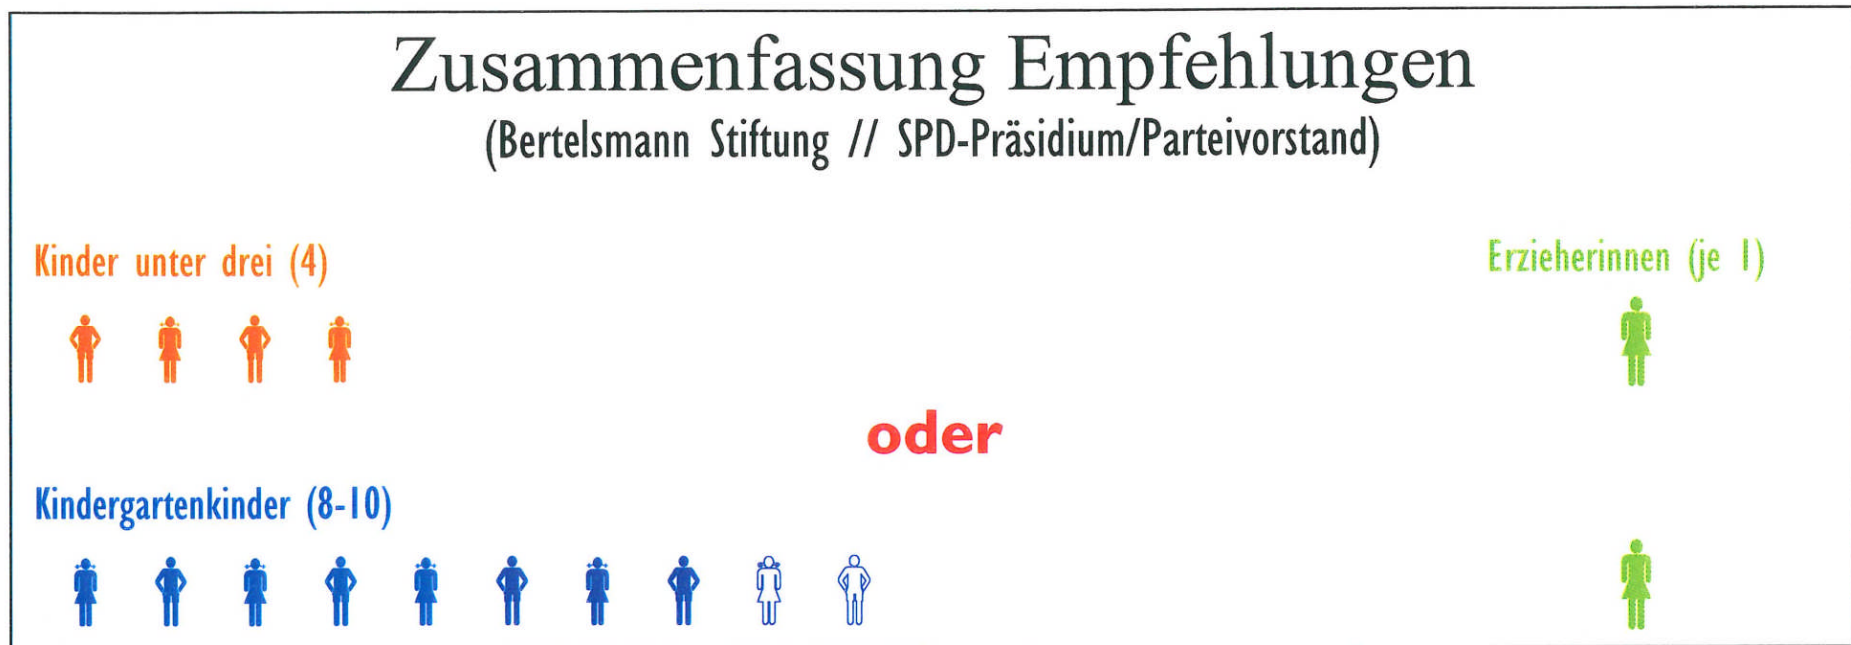 Zusammenfassung Empfehlungen
(Bertelsmann Stiftung // SPD-Präsidium/Parteivorstand)
Kinder unter drei (4)
Erzieherinnen (je 1)
oder
Kindergartenkinder (8-10)